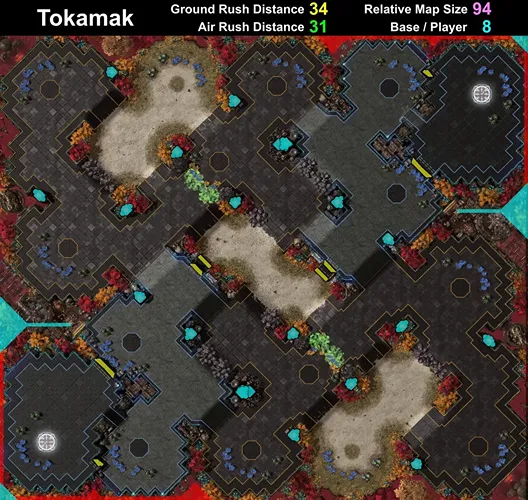 Tokamak
Ground Rush Distance 34
Air Rush Distance 31
Relative Map Size 94
Base / Player 8